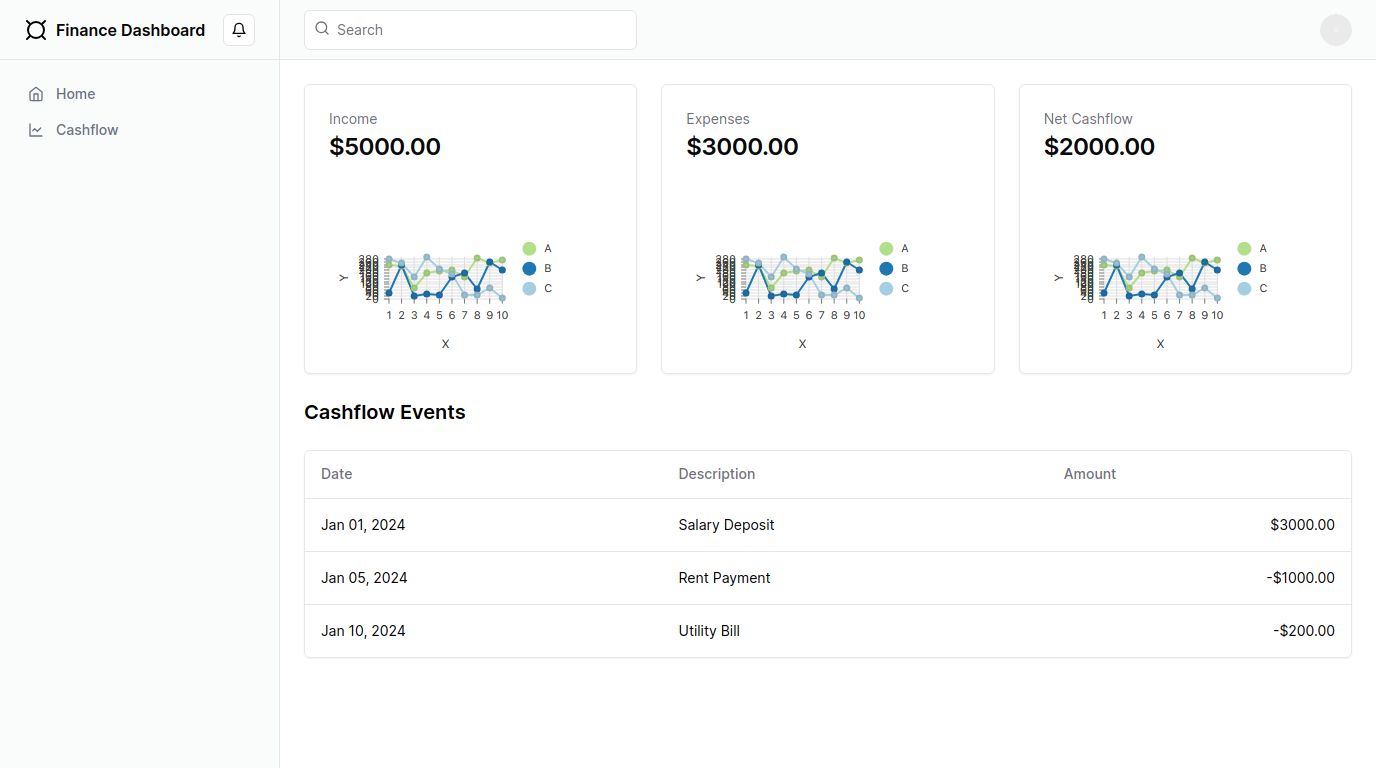 Finance Dashboard
Search
Home
Cashflow
Income
$5000.00
A
B
C
Y
1 2 3 4 5 6 7 8 9 10
X
Expenses
$3000.00
A
B
C
Y
1 2 3 4 5 6 7 8 9 10
X
Net Cashflow
$2000.00
A
B
C
Y
1 2 3 4 5 6 7 8 9 10
X
Cashflow Events
Date Description Amount
Jan 01, 2024 Salary Deposit $3000.00
Jan 05, 2024 Rent Payment -$1000.00
Jan 10, 2024 Utility Bill -$200.00